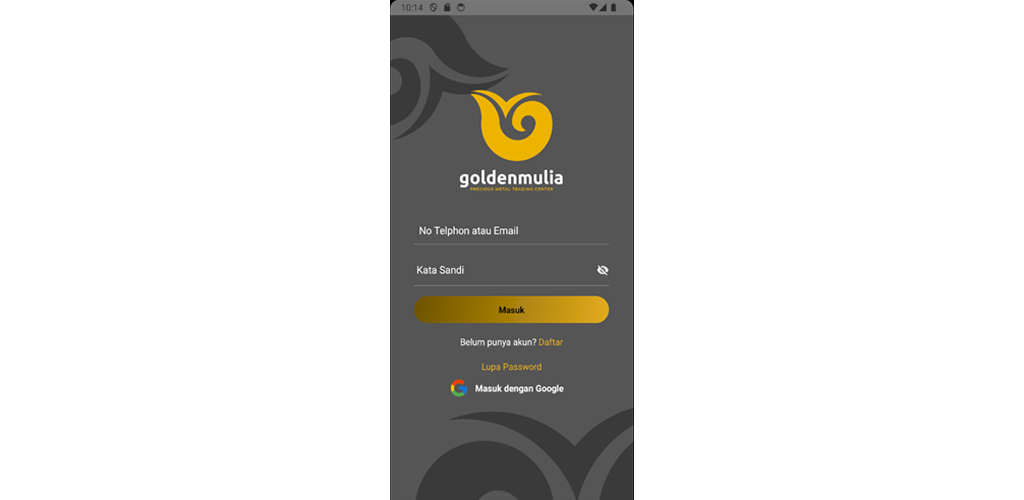 10:14
goldenmulia
PRECIOUS METAL TRADING CENTER
No Telphon atau Email
Kata Sandi
Masuk
Belum punya akun? Daftar
Lupa Password
Masuk dengan Google